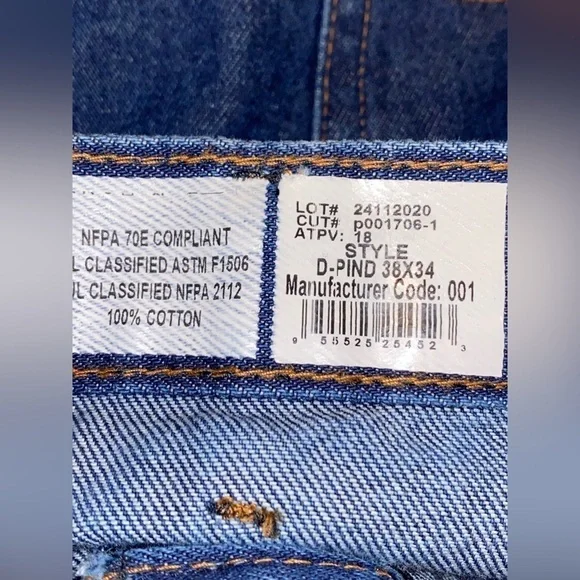 NFPA 70E COMPLIANT
L CLASSIFIED ASTM F1506
UL CLASSIFIED NFPA 2112
100% COTTON
LOT# 24112020
CUT# p001706-1
ATPV: 18
STYLE
D-PIND 38X34
Manufacturer Code: 001
9 55525 25452 3